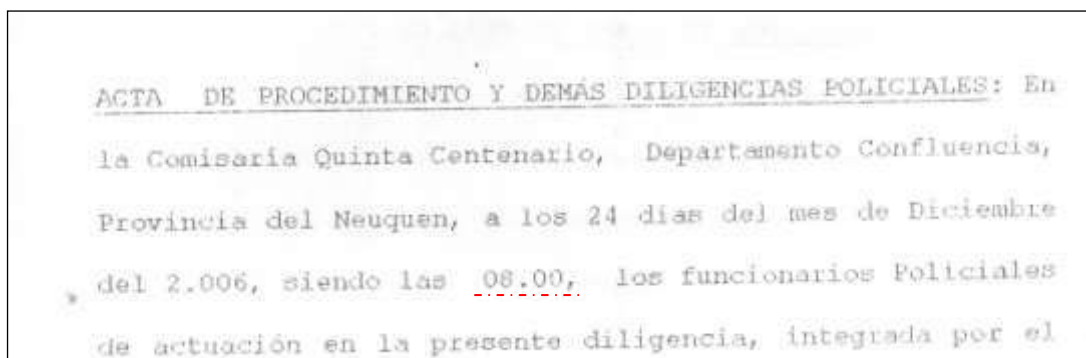 ACTA DE PROCEDIMIENTO Y DEMÁS DILIGENCIAS POLICIALES: En
la Comisaria Quinta Centenario, Departamento Confluencia,
Provincia del Neuquen, a los 24 dias del mes de Diciembre
del 2.006, siendo las 08.00, los funcionarios Policiales
de actuación en la presente diligencia, integrada por el